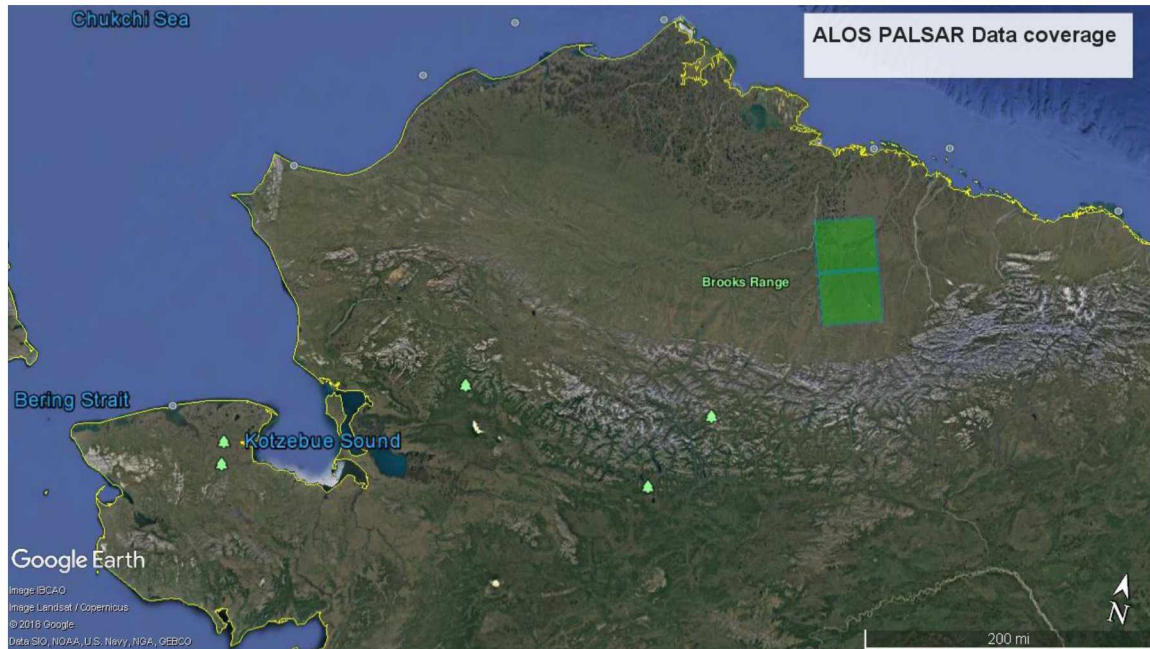 Chukchi Sea
ALOS PALSAR Data coverage
Brooks Range
Bering Strait
Kotzebue Sound
Google Earth
Image IBCAO
Image Landsat / Copernicus
© 2018 Google
Data SIO, NOAA, U.S. Navy, NGA, GEBCO
N
200 mi